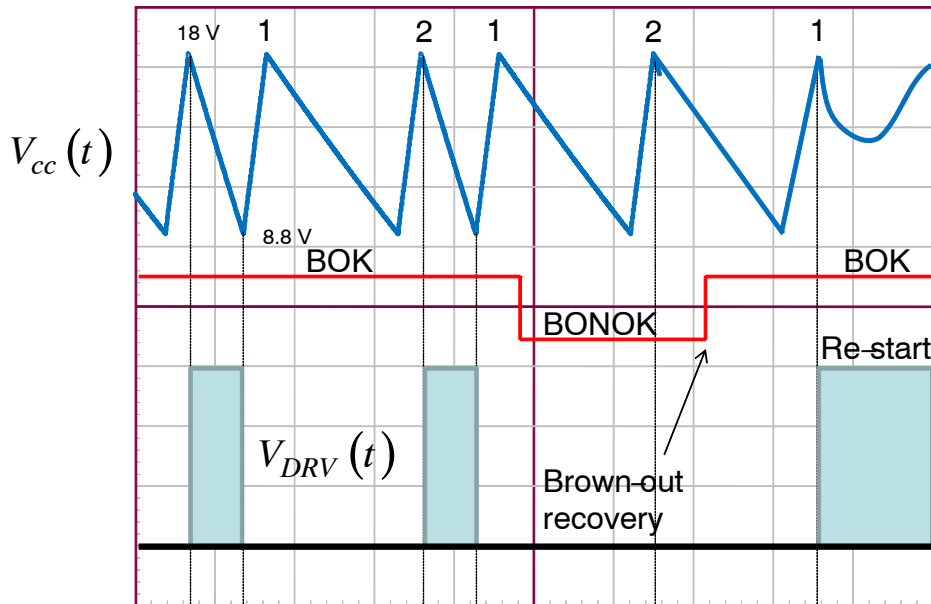 18 V
1
2
1
2
1
Vcc(t)
8.8 V
BOK
BOK
BONOK
Re-start
VDRV(t)
Brown-out
recovery